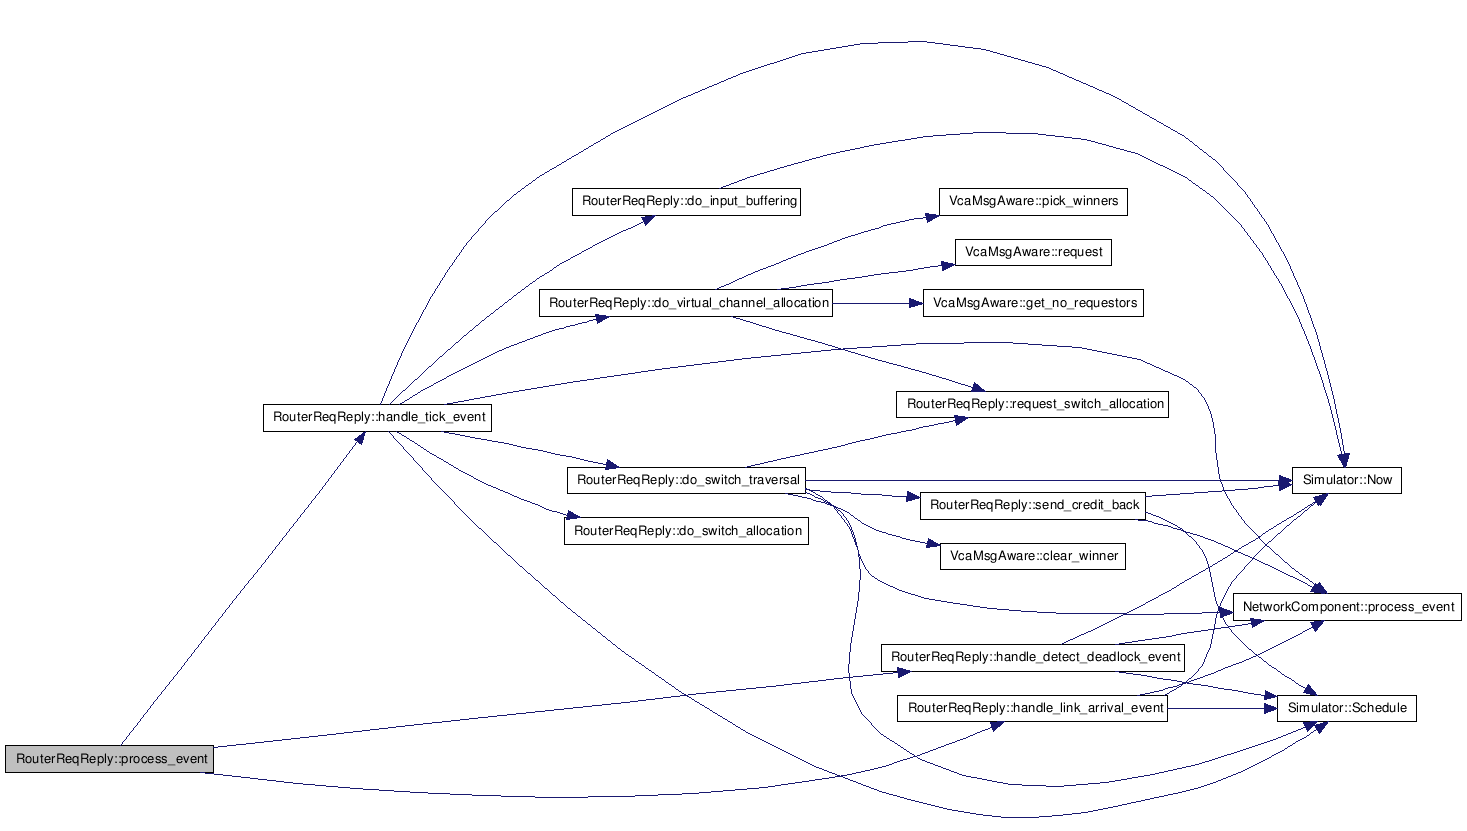 RouterReqReply::do_input_buffering
VcaMsgAware::pick_winners
VcaMsgAware::request
RouterReqReply::do_virtual_channel_allocation
VcaMsgAware::get_no_requestors
RouterReqReply::handle_tick_event
RouterReqReply::request_switch_allocation
RouterReqReply::do_switch_traversal
Simulator::Now
RouterReqReply::send_credit_back
RouterReqReply::do_switch_allocation
VcaMsgAware::clear_winner
NetworkComponent::process_event
RouterReqReply::handle_detect_deadlock_event
RouterReqReply::handle_link_arrival_event
Simulator::Schedule
RouterReqReply::process_event